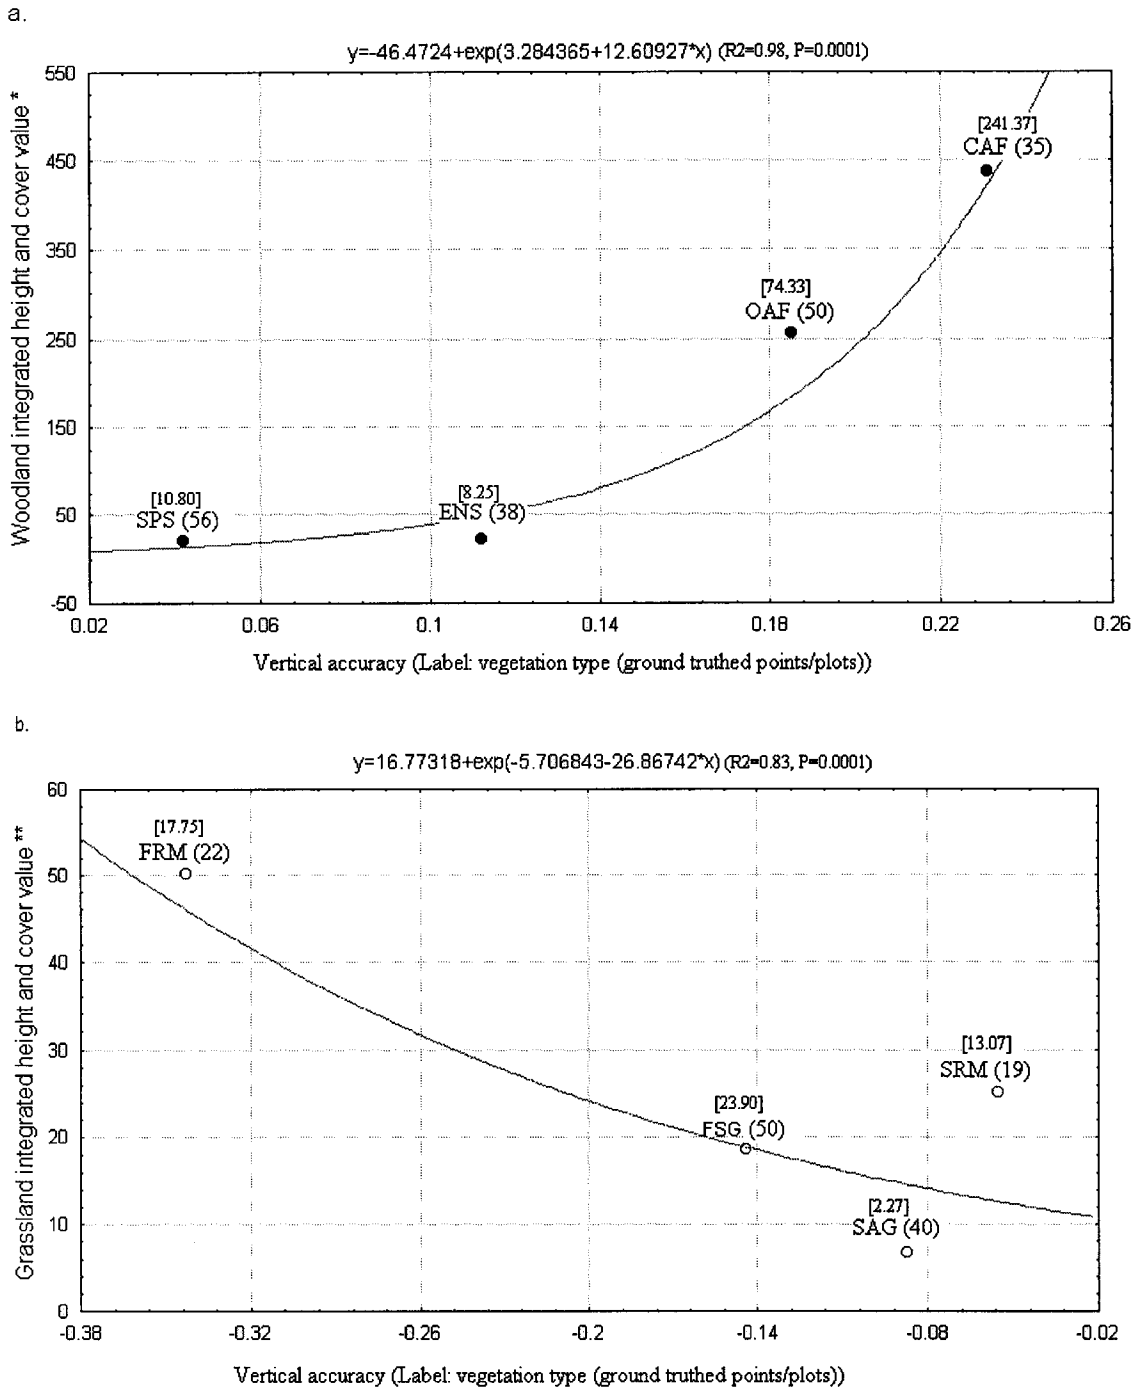 a.
y=-46.4724+exp(3.284365+12.60927*x) (R2=0.98, P=0.0001)
Woodland integrated height and cover value *
550
450
350
250
150
50
-50
[241.37]
CAF (35)
[74.33]
OAF (50)
[10.80]
SPS (56)
[8.25]
ENS (38)
0.02 0.06 0.1 0.14 0.18 0.22 0.26
Vertical accuracy (Label: vegetation type (ground truthed points/plots))
b.
y=16.77318+exp(-5.706843-26.86742*x) (R2=0.83, P=0.0001)
Grassland integrated height and cover value **
60
50
40
30
20
10
0
[17.75]
FRM (22)
[13.07]
SRM (19)
[23.90]
FSG (50)
[2.27]
SAG (40)
-0.38 -0.32 -0.26 -0.2 -0.14 -0.08 -0.02
Vertical accuracy (Label: vegetation type (ground truthed points/plots))